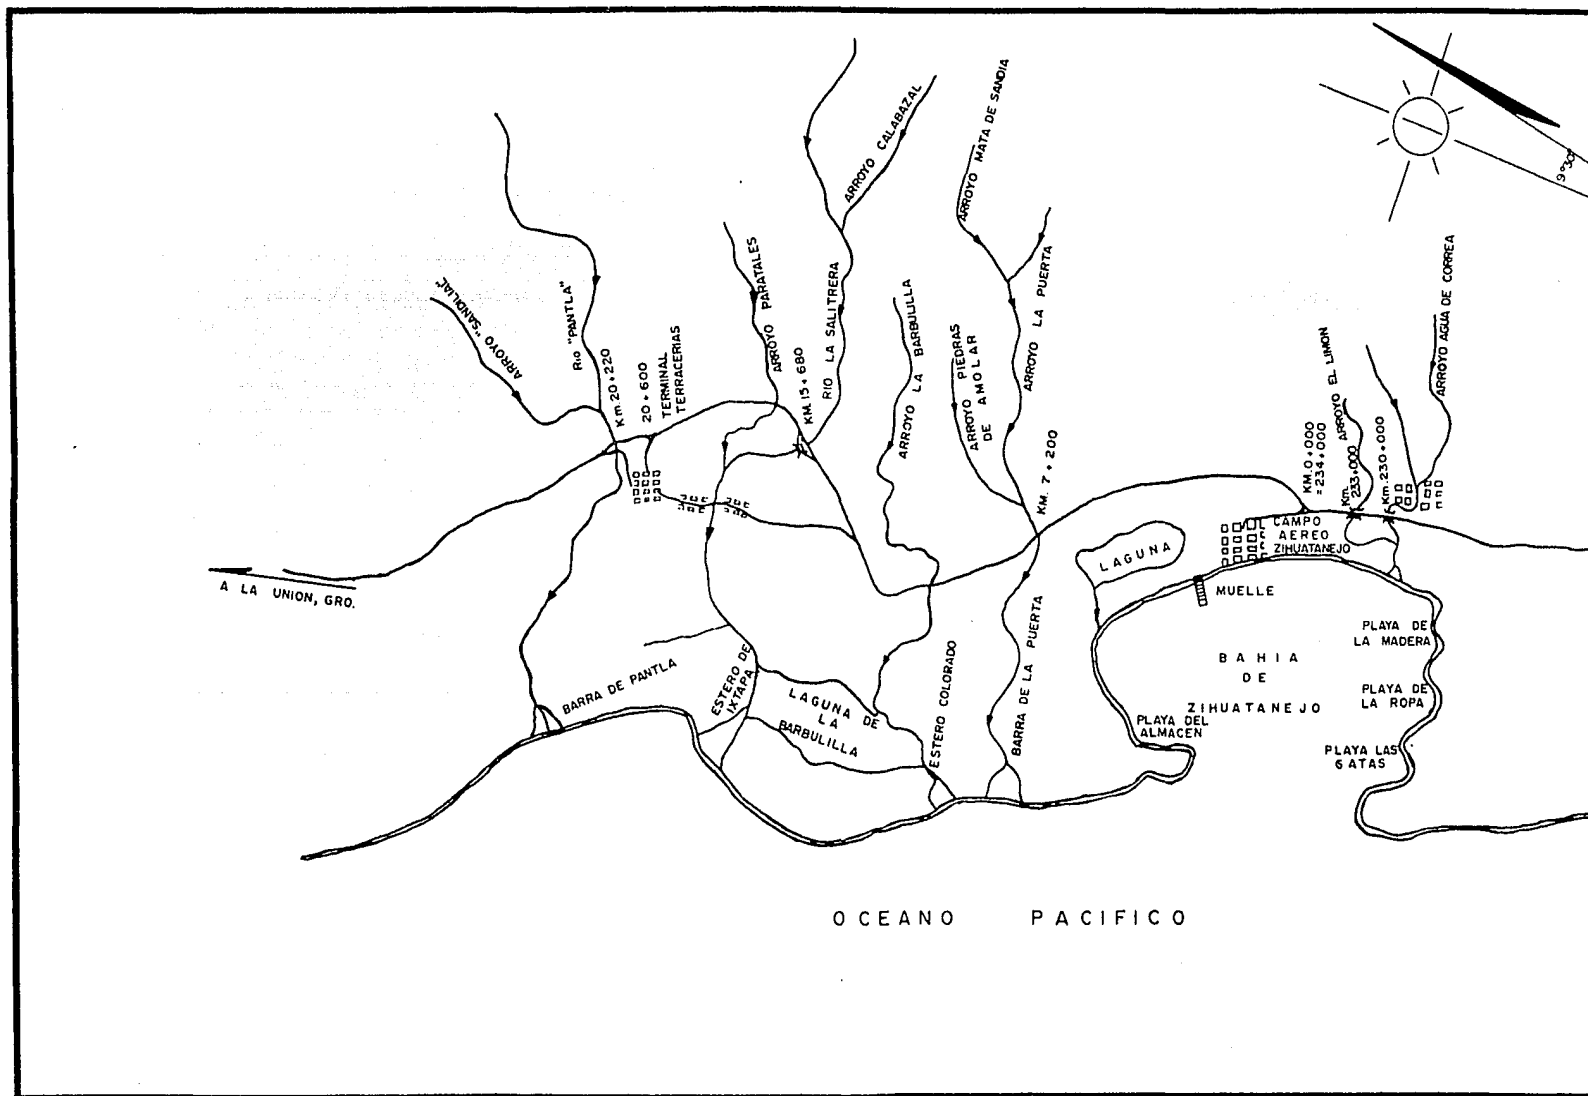 9°30'
ARROYO "SANDILIAL"
Rio "PANTLA"
Km. 20+220
20+600
TERMINAL
TERRACERIAS
ARROYO PARATALES
KM. 15+680
RIO LA SALITRERA
ARROYO CALABAZAL
ARROYO LA BARBULILLA
ARROYO PIEDRAS
DE AMOLAR
ARROYO MATA DE SANDIA
ARROYO LA PUERTA
KM. 7+200
KM. 0+000
=234+000
Km.
233+000
ARROYO EL LIMON
Km. 230+000
ARROYO AGUA DE CORREA
CAMPO
AEREO
ZIHUATANEJO
LAGUNA
MUELLE
A LA UNION, GRO.
BARRA DE PANTLA
ESTERO DE
IXTAPA
LAGUNA DE
LA
BARBULILLA
ESTERO COLORADO
BARRA DE LA PUERTA
PLAYA DEL
ALMACEN
BAHIA
DE
ZIHUATANEJO
PLAYA DE
LA MADERA
PLAYA DE
LA ROPA
PLAYA LAS
GATAS
OCEANO PACIFICO